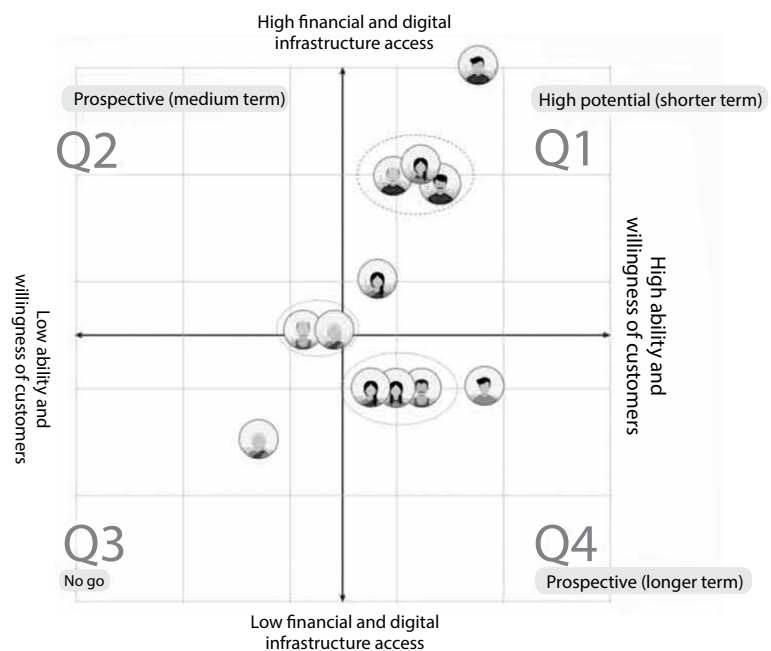 High financial and digital
infrastructure access
Prospective (medium term)
High potential (shorter term)
Q2
Q1
Low ability and
willingness of customers
High ability and
willingness of customers
Q3
Q4
No go
Prospective (longer term)
Low financial and digital
infrastructure access